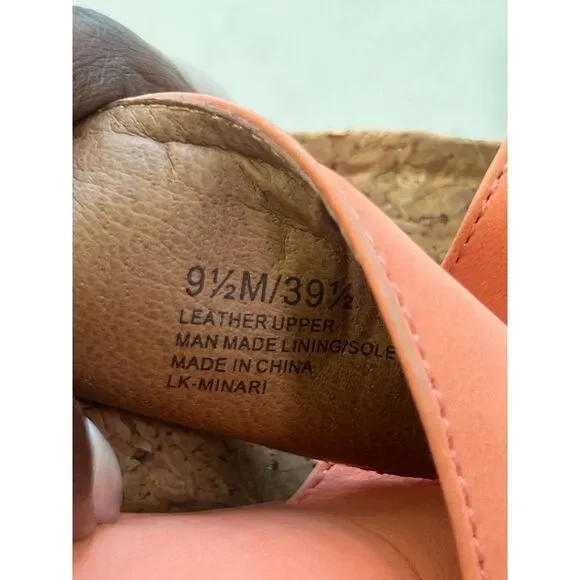 9½M/39½
LEATHER UPPER
MAN MADE LINING/SOLE
MADE IN CHINA
LK-MINARI